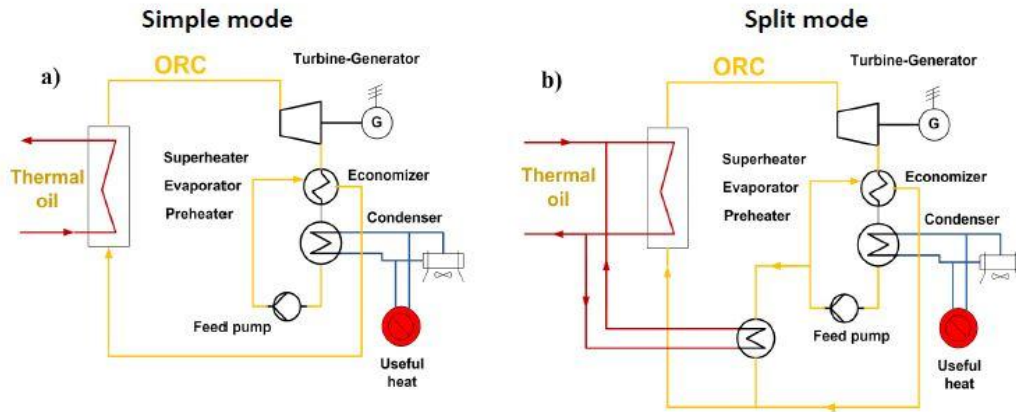 Simple mode
a)
ORC
Turbine-Generator
G
Thermal
oil
Superheater
Evaporator
Preheater
Economizer
Condenser
Feed pump
Useful
heat
Split mode
b)
ORC
Turbine-Generator
G
Thermal
oil
Superheater
Evaporator
Preheater
Economizer
Condenser
Feed pump
Useful
heat